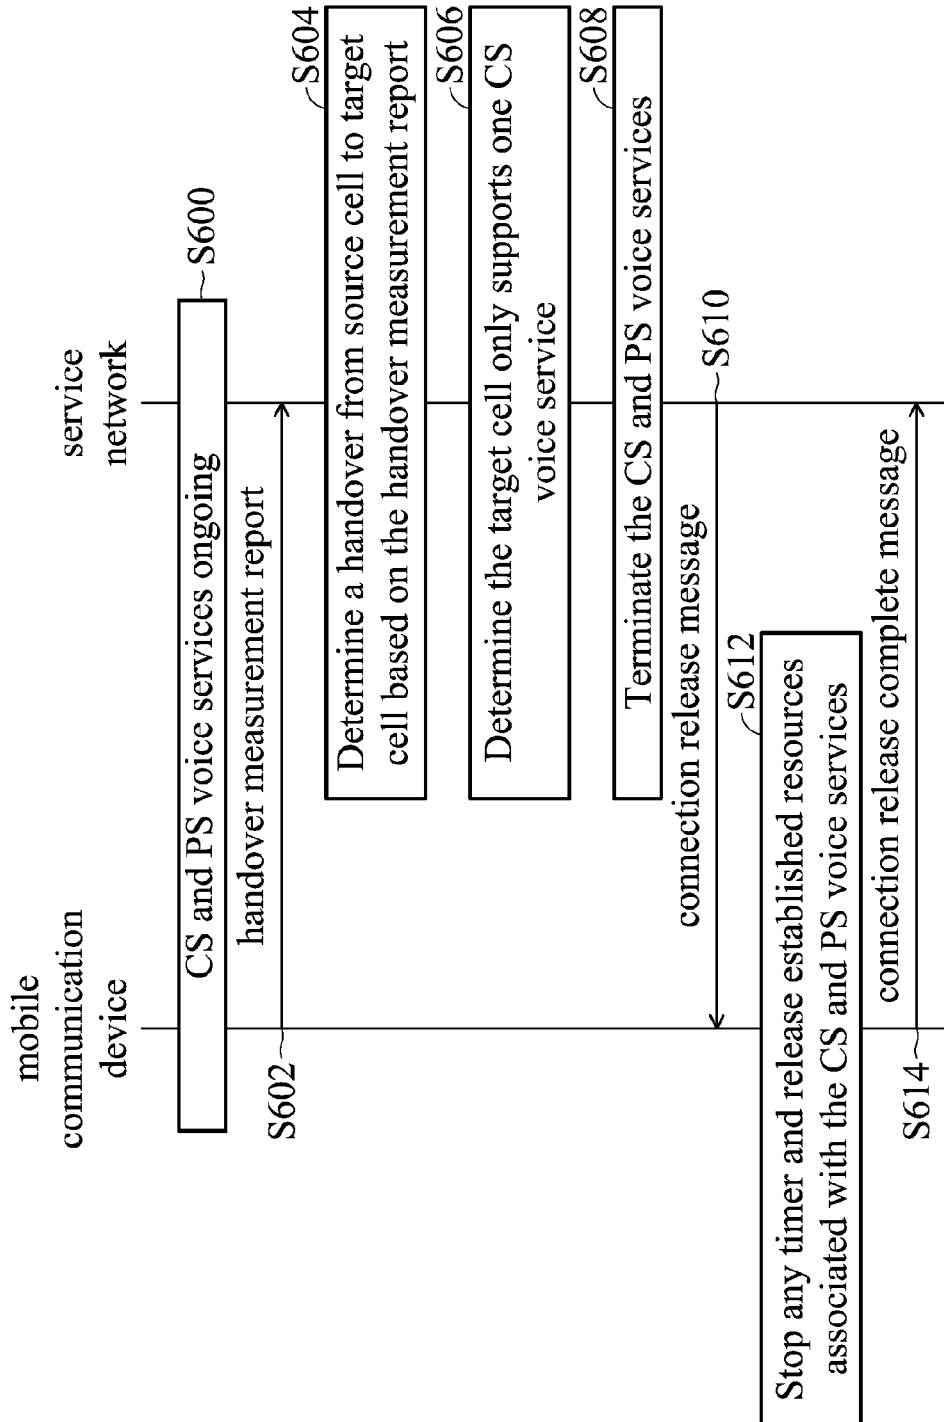 mobile
communication
device
service
network
CS and PS voice services ongoing
S600
handover measurement report
S602
S604
Determine a handover from source cell to target
cell based on the handover measurement report
S606
Determine the target cell only supports one CS
voice service
S608
Terminate the CS and PS voice services
connection release message
S610
S612
Stop any timer and release established resources
associated with the CS and PS voice services
connection release complete message
S614